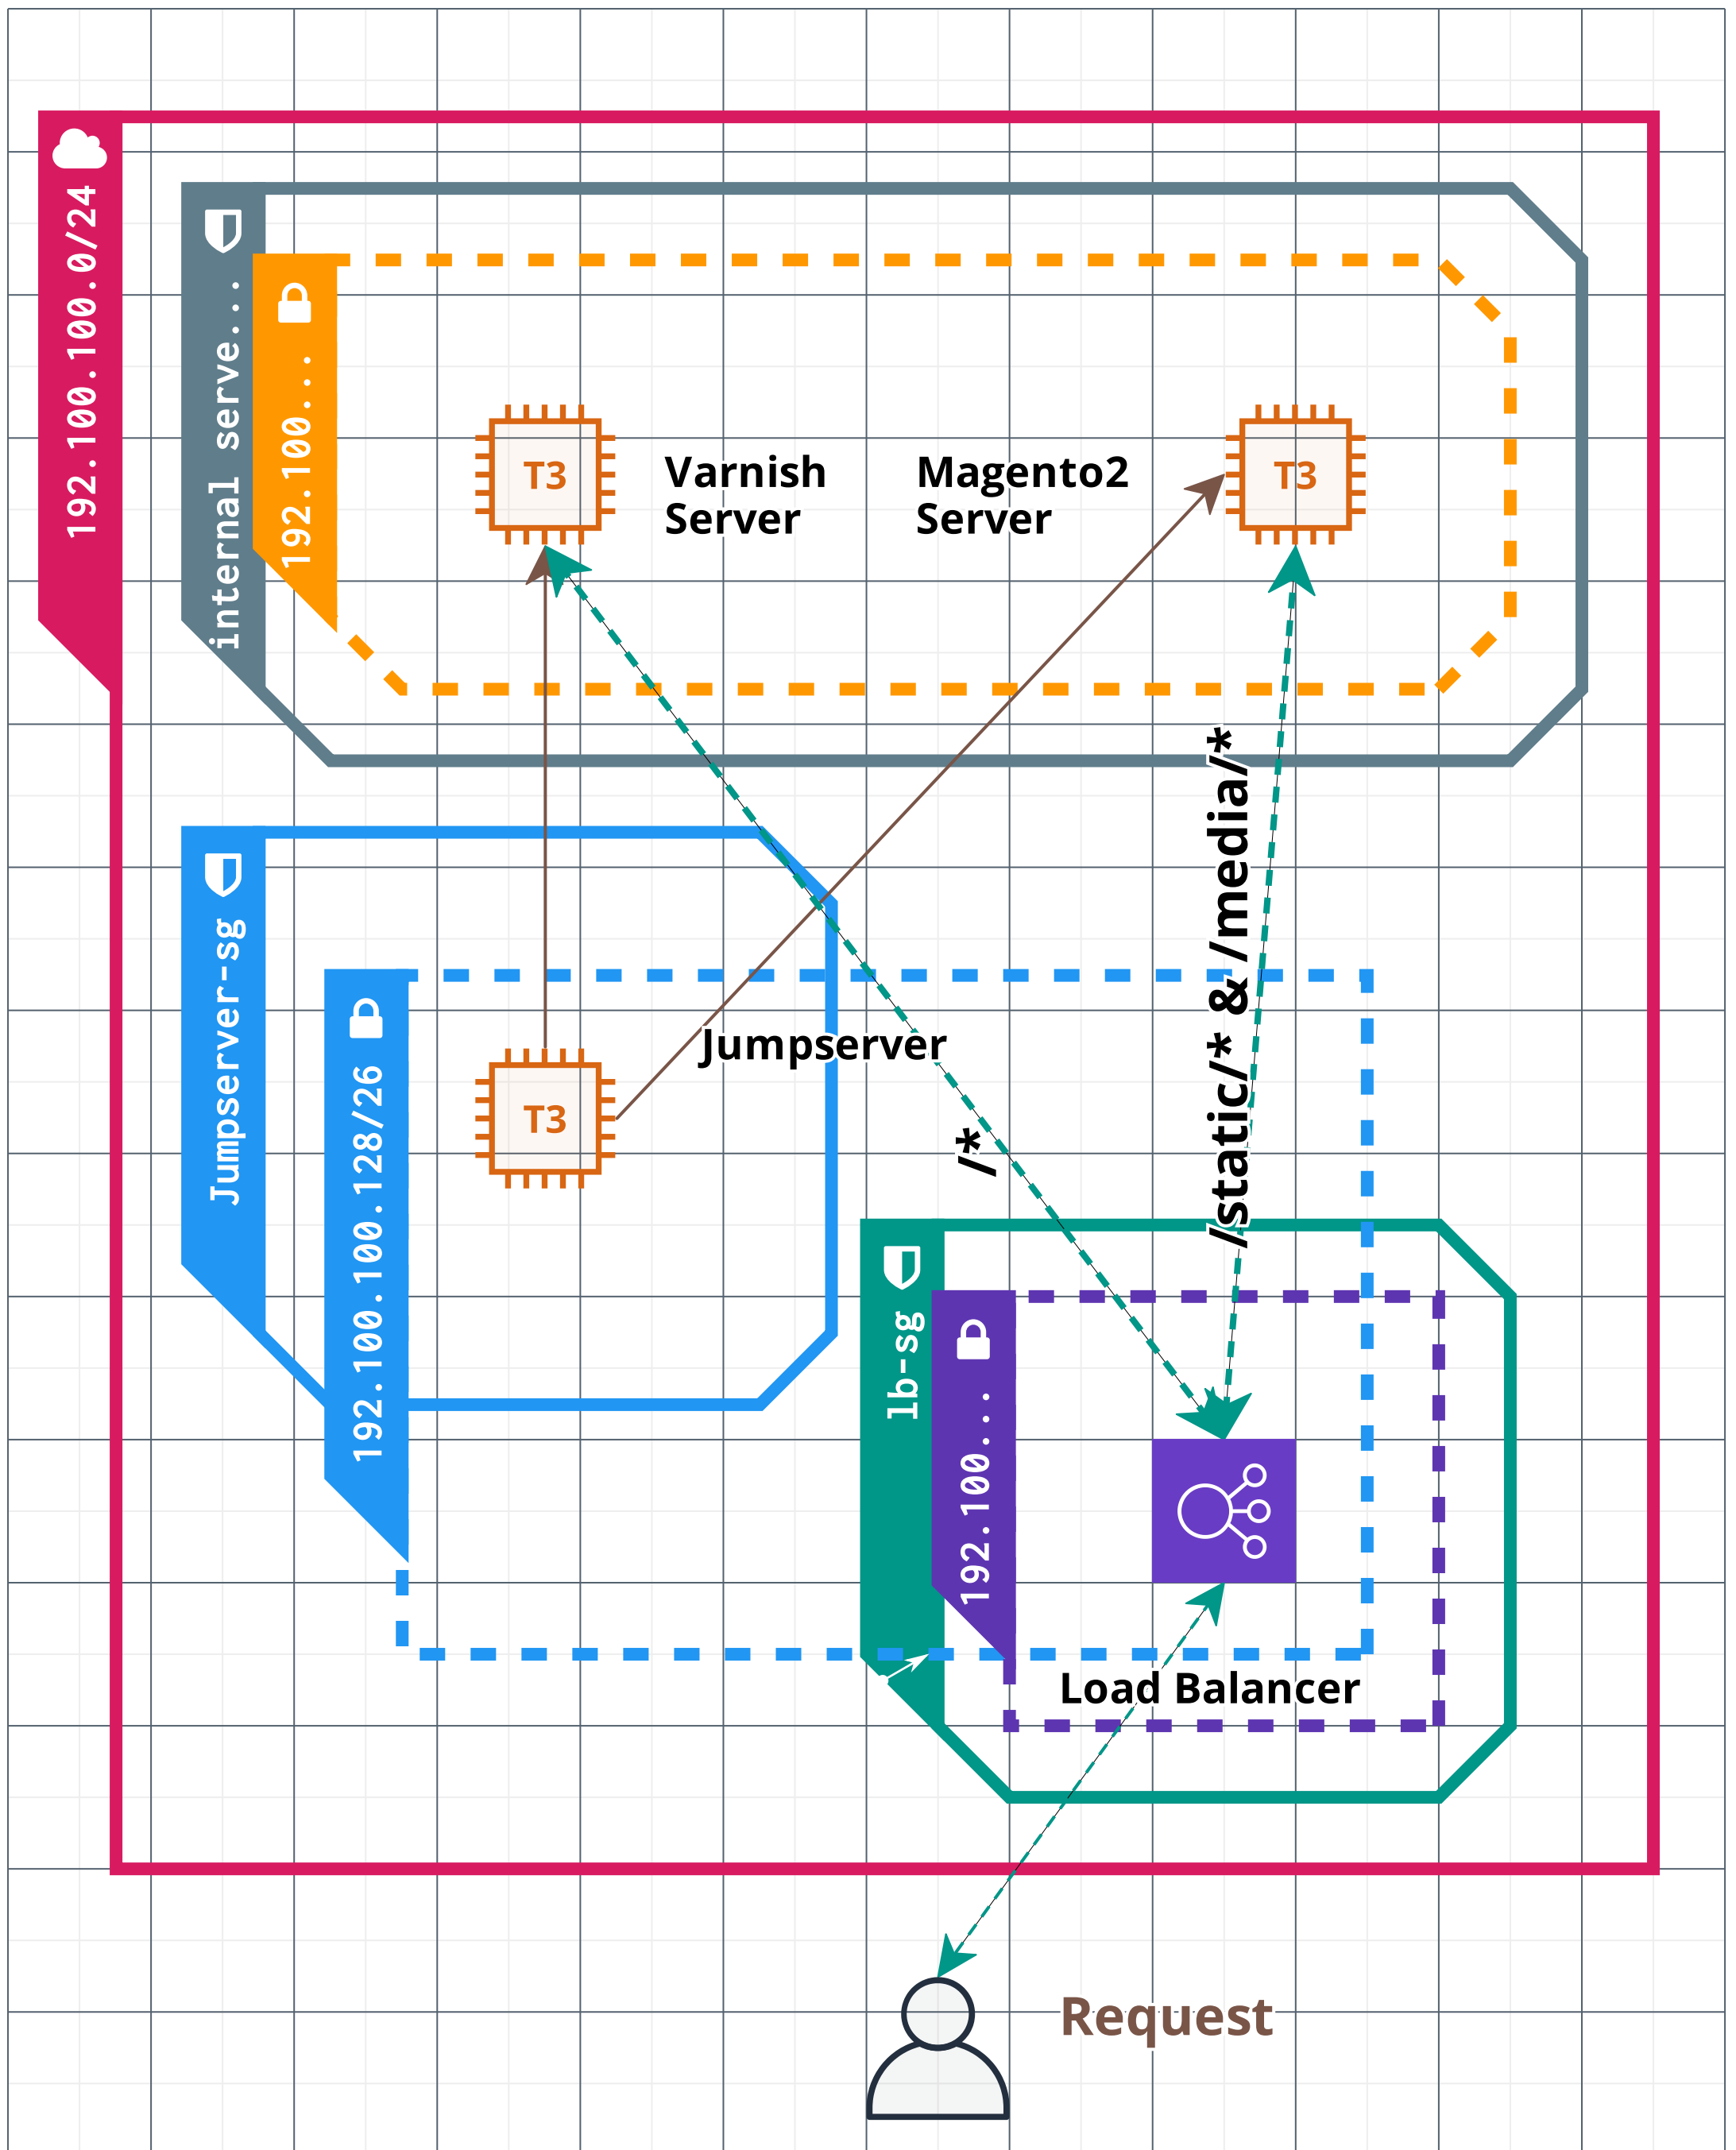 192.100.100.0/24
internal serve...
192.100...
T3
Varnish
Server
Magento2
Server
T3
Jumpserver-sg
192.100.100.128/26
T3
Jumpserver
/*
/static/* & /media/*
lb-sg
192.100...
Load Balancer
Request